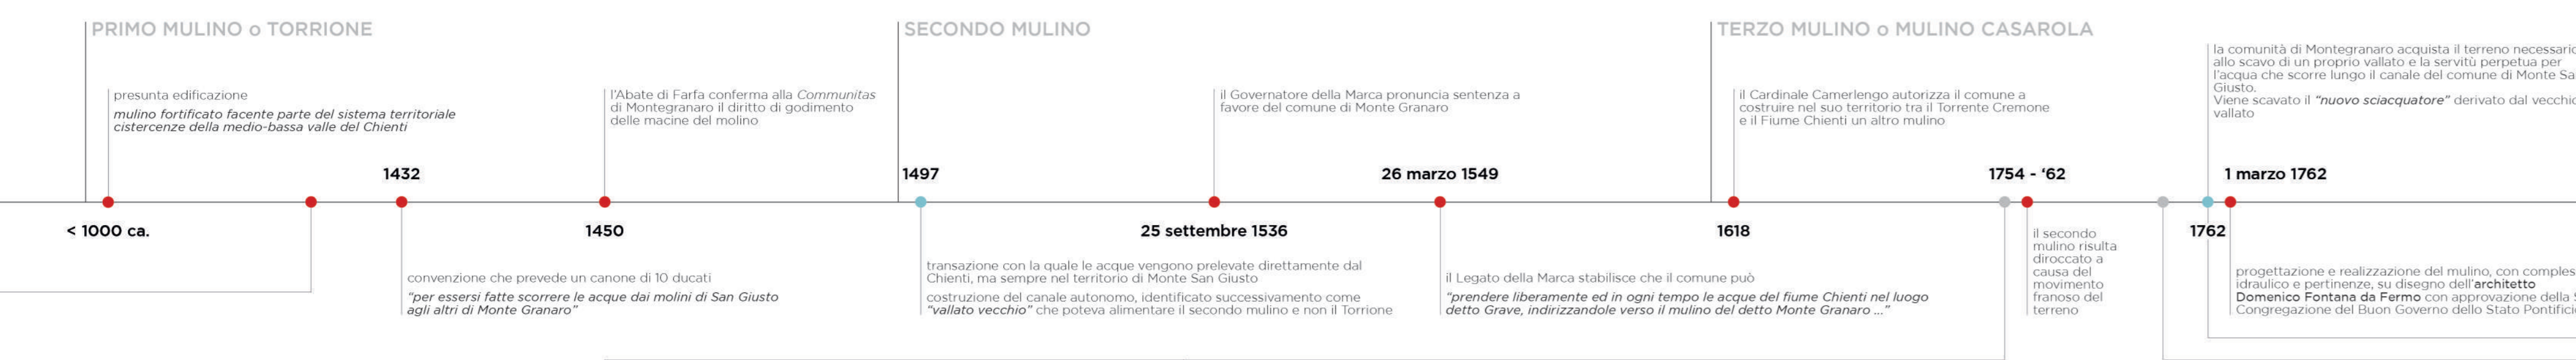 PRIMO MULINO o TORRIONE
SECONDO MULINO
TERZO MULINO o MULINO CASAROLA
presunta edificazione
mulino fortificato facente parte del sistema territoriale
cistercenze della medio-bassa valle del Chienti
< 1000 ca.
1432
convenzione che prevede un canone di 10 ducati
“per essersi fatte scorrere le acque dai molini di San Giusto
agli altri di Monte Granaro”
l’Abate di Farfa conferma alla Communitas
di Montegranaro il diritto di godimento
delle macine del molino
1450
1497
transazione con la quale le acque vengono prelevate direttamente dal
Chienti, ma sempre nel territorio di Monte San Giusto
costruzione del canale autonomo, identificato successivamente come
“vallato vecchio” che poteva alimentare il secondo mulino e non il Torrione
il Governatore della Marca pronuncia sentenza a
favore del comune di Monte Granaro
25 settembre 1536
26 marzo 1549
il Legato della Marca stabilisce che il comune può
“prendere liberamente ed in ogni tempo le acque del fiume Chienti nel luogo
detto Grave, indirizzandole verso il mulino del detto Monte Granaro ...”
il Cardinale Camerlengo autorizza il comune a
costruire nel suo territorio tra il Torrente Cremone
e il Fiume Chienti un altro mulino
1618
1754 - ‘62
il secondo
mulino risulta
diroccato a
causa del
movimento
franoso del
terreno
la comunità di Montegranaro acquista il terreno necessario
allo scavo di un proprio vallato e la servitù perpetua per
l’acqua che scorre lungo il canale del comune di Monte Sa
Giusto.
Viene scavato il “nuovo sciacquatore” derivato dal vecchio
vallato
1762
1 marzo 1762
progettazione e realizzazione del mulino, con comples
idraulico e pertinenze, su disegno dell’architetto
Domenico Fontana da Fermo con approvazione della
Congregazione del Buon Governo dello Stato Pontifici